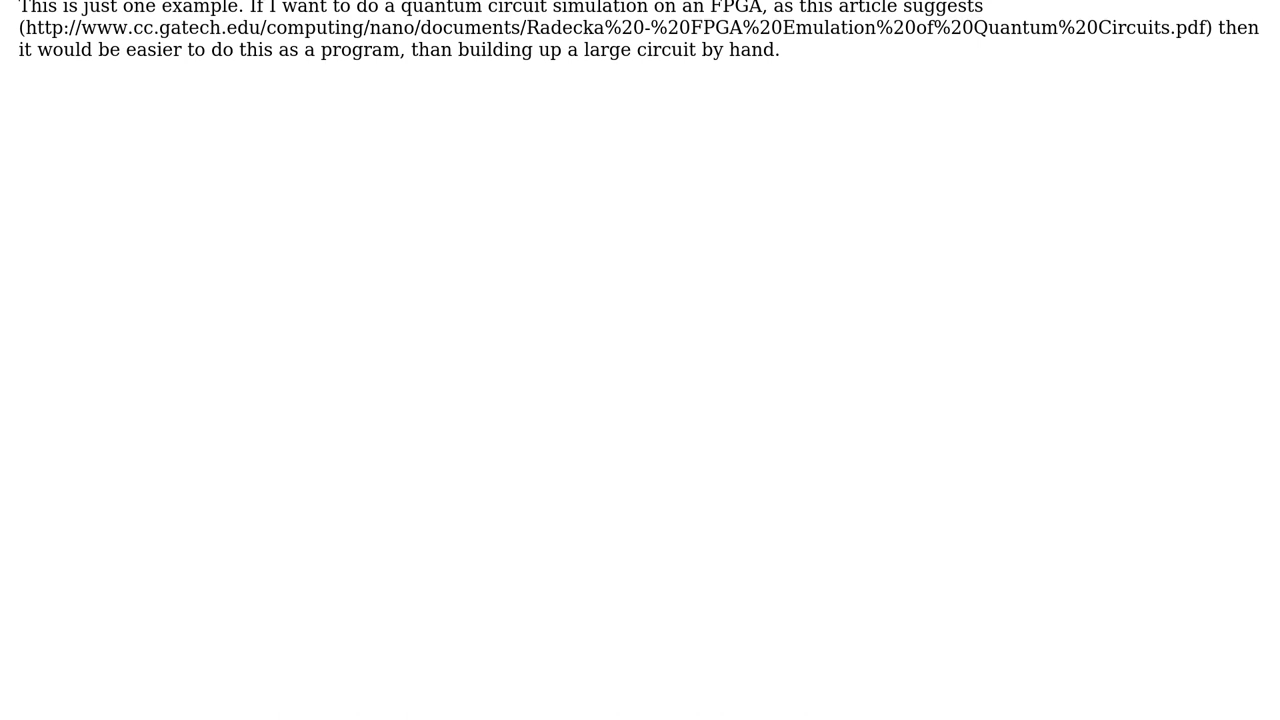 This is just one example. If I want to do a quantum circuit simulation on an FPGA, as this article suggests
(http://www.cc.gatech.edu/computing/nano/documents/Radecka%20-%20FPGA%20Emulation%20of%20Quantum%20Circuits.pdf) then
it would be easier to do this as a program, than building up a large circuit by hand.